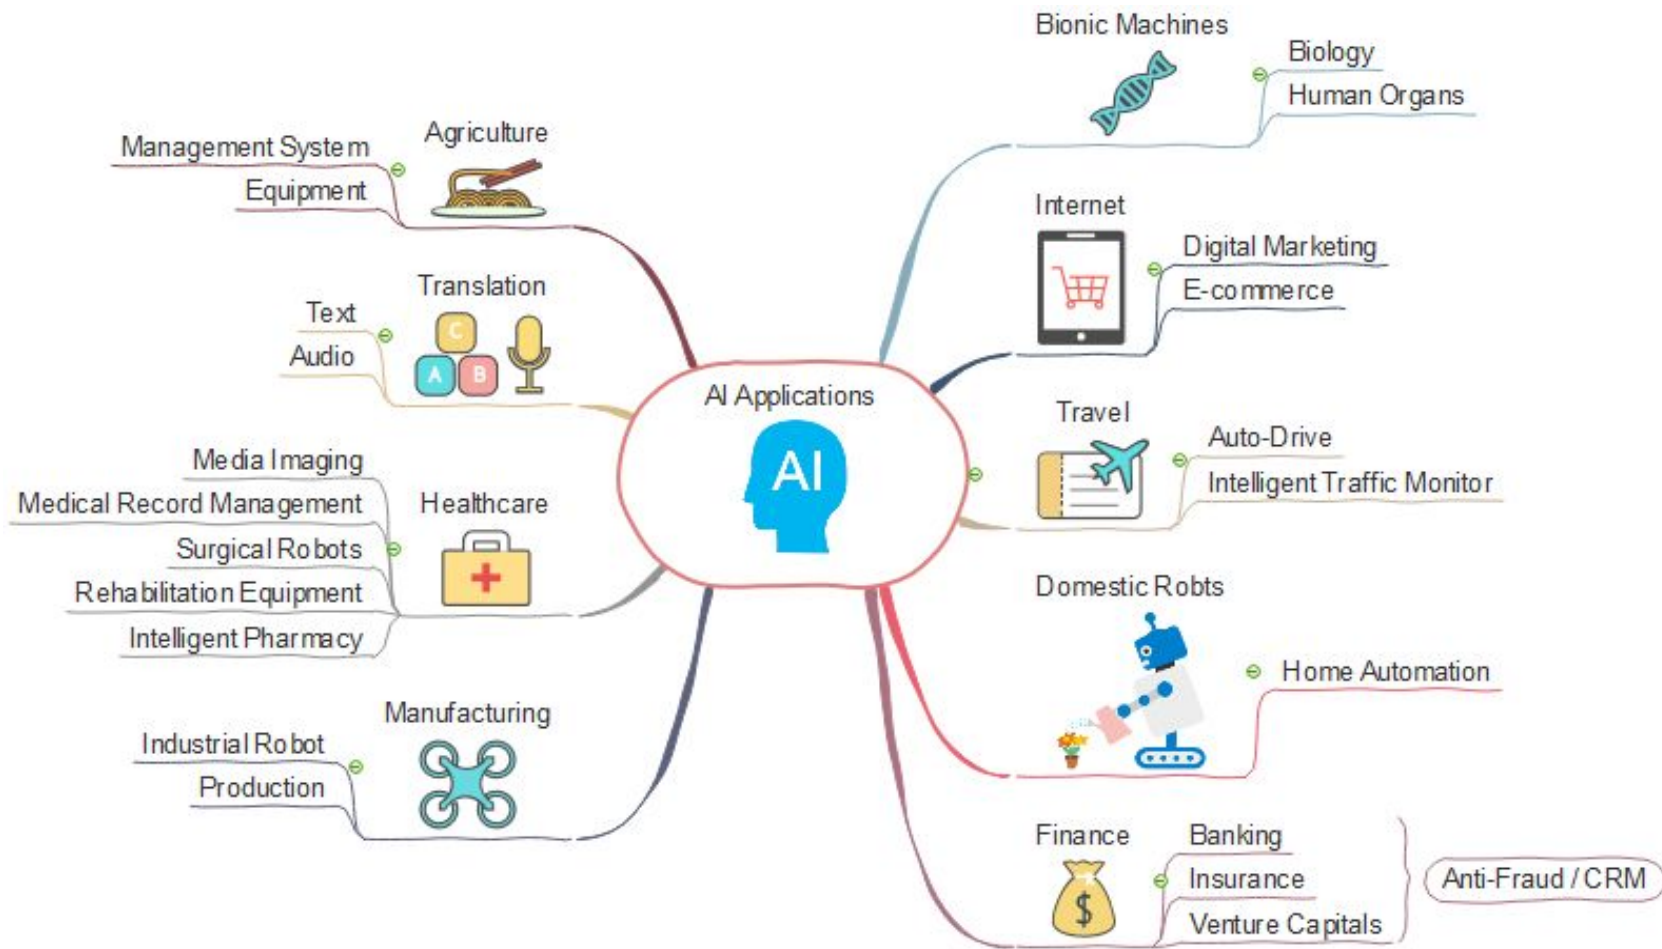 AI Applications
AI
Bionic Machines
Biology
Human Organs
Internet
Digital Marketing
E-commerce
Travel
Auto-Drive
Intelligent Traffic Monitor
Domestic Robts
Home Automation
Finance
Banking
Insurance
Venture Capitals
Anti-Fraud / CRM
Agriculture
Management System
Equipment
Translation
C
A
B
Text
Audio
Healthcare
Media Imaging
Medical Record Management
Surgical Robots
Rehabilitation Equipment
Intelligent Pharmacy
Manufacturing
Industrial Robot
Production
$